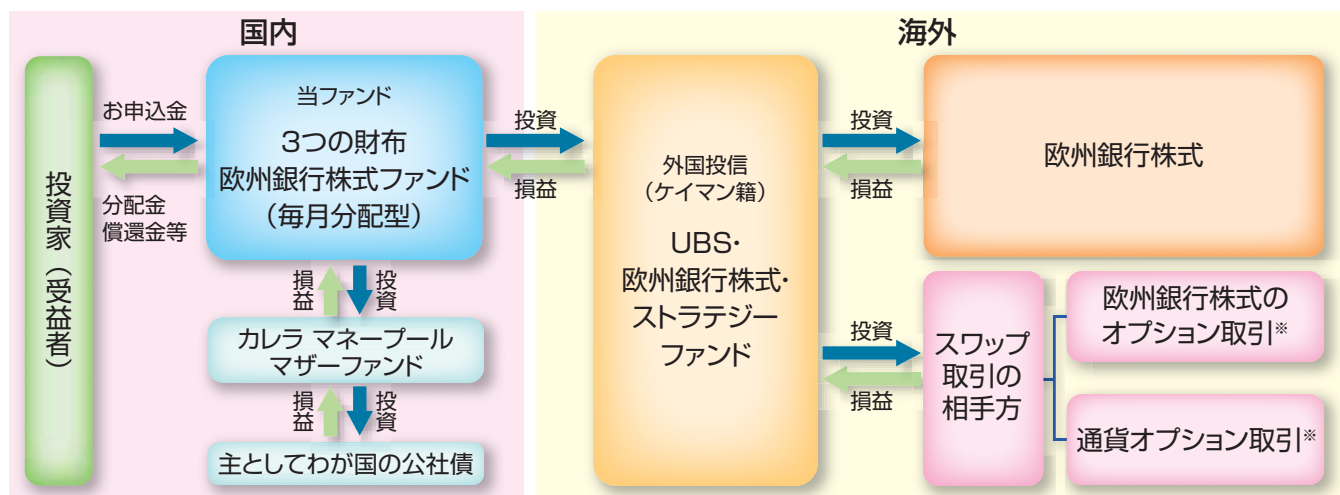 国内
海外
投資家（受益者）
お申込金
分配金
償還金等
当ファンド
3つの財布
欧州銀行株式ファンド
（毎月分配型）
損益
投資
カレラ マネープール
マザーファンド
損益
投資
主としてわが国の公社債
投資
損益
外国投信
（ケイマン籍）
UBS・
欧州銀行株式・
ストラテジー
ファンド
投資
損益
欧州銀行株式
投資
損益
スワップ
取引の
相手方
欧州銀行株式の
オプション取引※
通貨オプション取引※